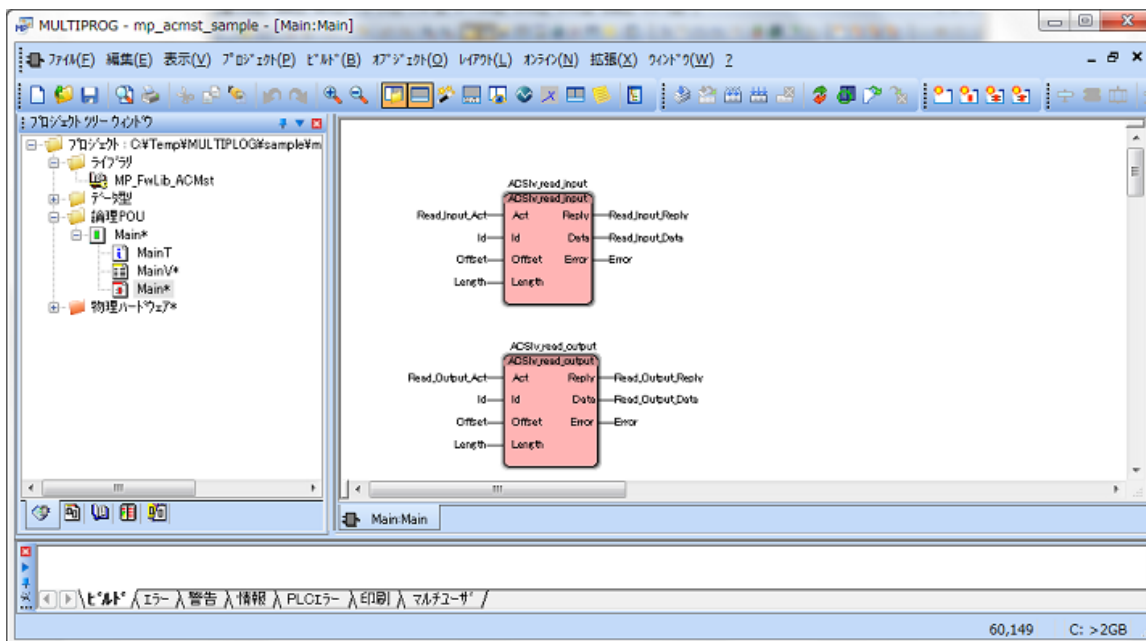 MULTIPROG - mp_acmst_sample - [Main:Main]
ファイル(F) 編集(E) 表示(V) プロジェクト(P) ビルド(B) オブジェクト(O) レイアウト(L) オンライン(N) 拡張(X) ウィンドウ(W) ?
プロジェクト ツリー ウィンドウ
プロジェクト : C:¥Temp¥MULTIPLOG¥sample¥m
ライブラリ
MP_FwLib_ACMst
データ型
論理POU
Main*
MainT
MainV*
Main*
物理ハードウェア*
ACSlv_read_input
ACSlv_read_input
Read_Input_Act Act Reply Read_Input_Reply
Id Id Data Read_Input_Data
Offset Offset Error Error
Length Length
ACSlv_read_output
ACSlv_read_output
Read_Output_Act Act Reply Read_Output_Reply
Id Id Data Read_Output_Data
Offset Offset Error Error
Length Length
Main:Main
ビルド エラー 警告 情報 PLCエラー 印刷 マルチユーザ
60,149 C: >2GB